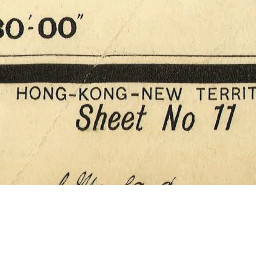 30'-00"
HONG-KONG-NEW TERRIT
Sheet No 11